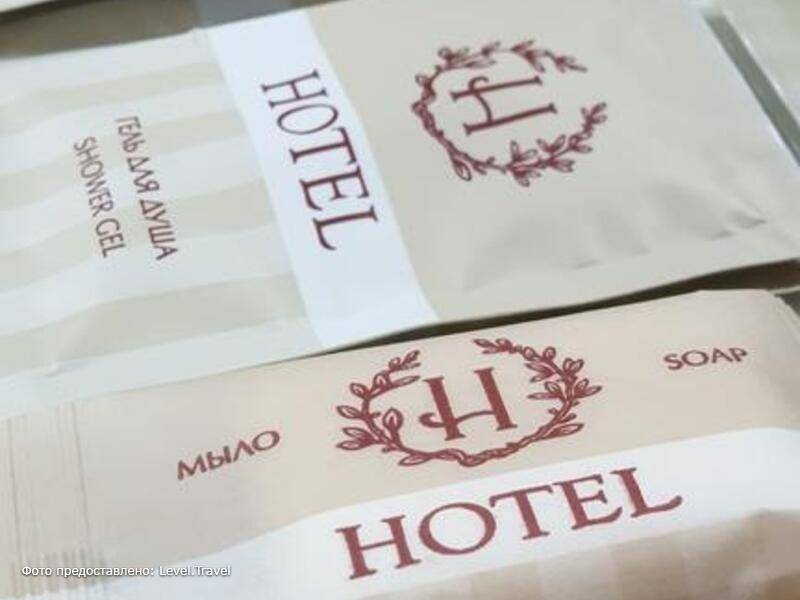 ГЕЛЬ ДЛЯ ДУША
SHOWER GEL
HOTEL
H
МЫЛО
H
SOAP
HOTEL
Фото предоставлено: Level.Travel